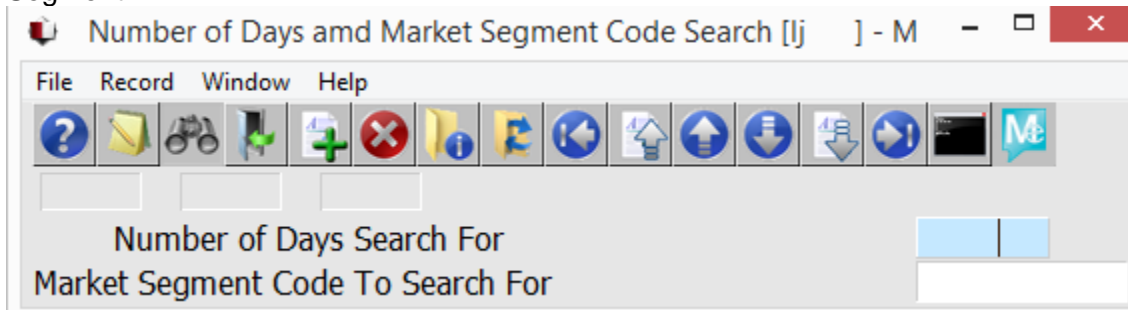 Number of Days amd Market Segment Code Search [lj ] - M
File Record Window Help
Number of Days Search For
Market Segment Code To Search For